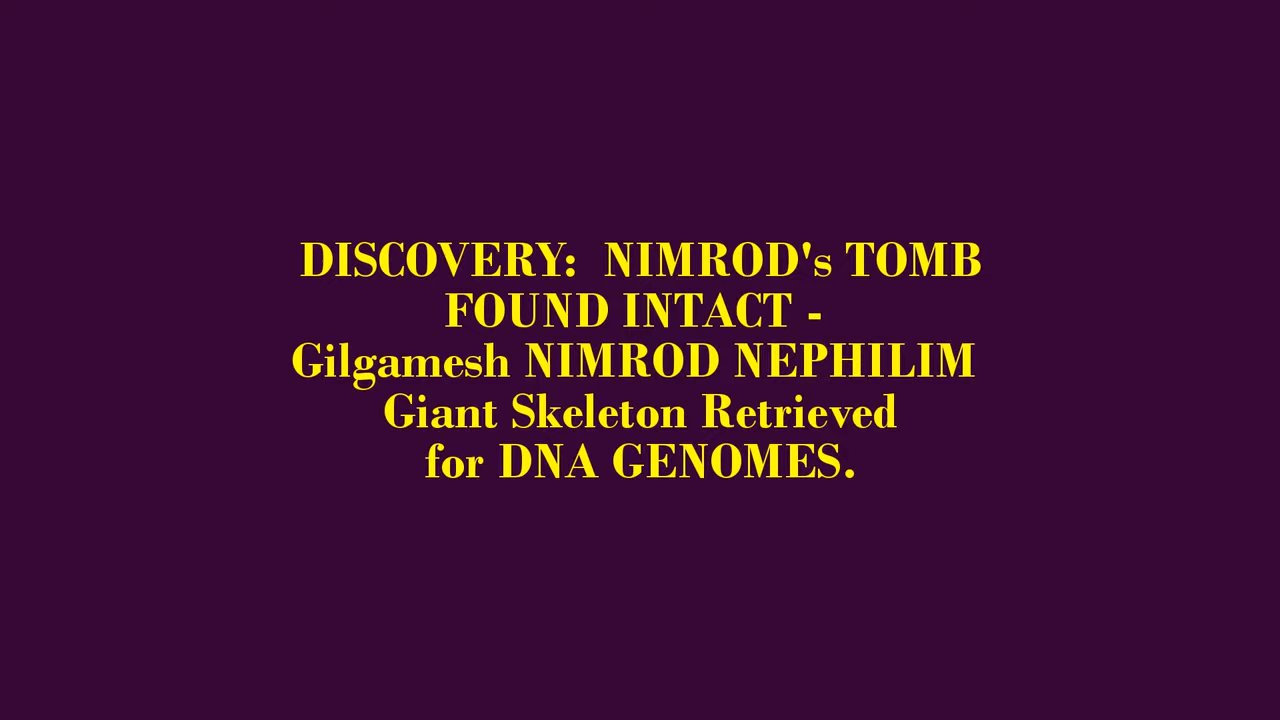 DISCOVERY:  NIMROD's TOMB
FOUND INTACT -
Gilgamesh NIMROD NEPHILIM
Giant Skeleton Retrieved
for DNA GENOMES.